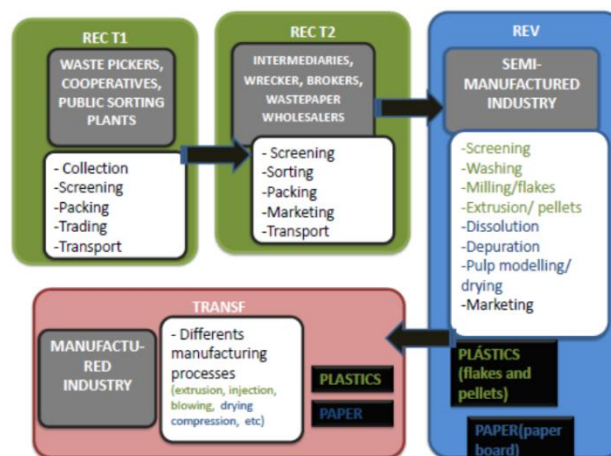 REC T1
WASTE PICKERS,
COOPERATIVES,
PUBLIC SORTING
PLANTS
- Collection
-Screening
-Packing
-Trading
-Transport
REC T2
INTERMEDIARIES,
WRECKER, BROKERS,
WASTEPAPER
WHOLESALERS
- Screening
-Sorting
-Packing
-Marketing
-Transport
REV
SEMI-
MANUFACTURED
INDUSTRY
-Screening
-Washing
-Milling/flakes
-Extrusion/ pellets
-Dissolution
-Depuration
-Pulp modelling/
drying
-Marketing
PLÁSTICS
(flakes and
pellets)
PAPER(paper
board)
TRANSF
MANUFACTU-
RED
INDUSTRY
- Differents
manufacturing
processes
(extrusion, injection,
blowing, drying
compression, etc)
PLASTICS
PAPER